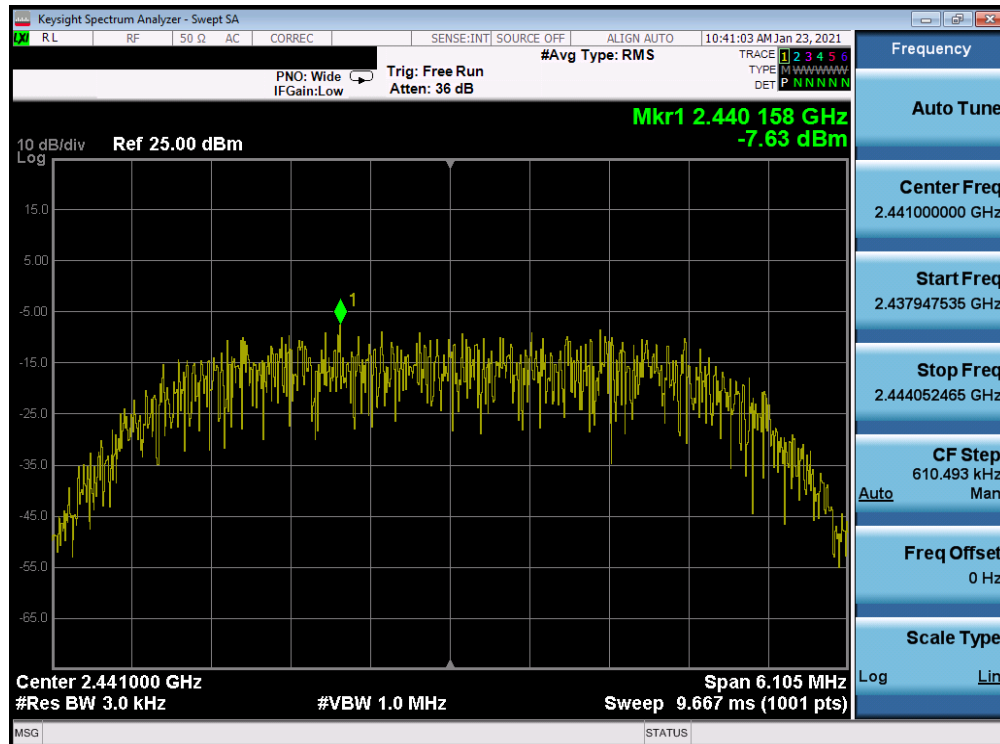 Keysight Spectrum Analyzer - Swept SA
LXI RL RF 50 Ω AC CORREC SENSE:INT SOURCE OFF ALIGN AUTO 10:41:03 AM Jan 23, 2021
#Avg Type: RMS
TRACE 1 2 3 4 5 6
TYPE M W W W W W
DET P N N N N N
PNO: Wide
IFGain:Low
Trig: Free Run
Atten: 36 dB
Mkr1 2.440 158 GHz
-7.63 dBm
10 dB/div
Log
Ref 25.00 dBm
15.0
5.00
-5.00
-15.0
-25.0
-35.0
-45.0
-55.0
-65.0
1
Center 2.441000 GHz
Span 6.105 MHz
#Res BW 3.0 kHz
#VBW 1.0 MHz
Sweep 9.667 ms (1001 pts)
MSG
STATUS
Frequency
Auto Tune
Center Freq
2.441000000 GHz
Start Freq
2.437947535 GHz
Stop Freq
2.444052465 GHz
CF Step
610.493 kHz
Auto Man
Freq Offset
0 Hz
Scale Type
Log Lin